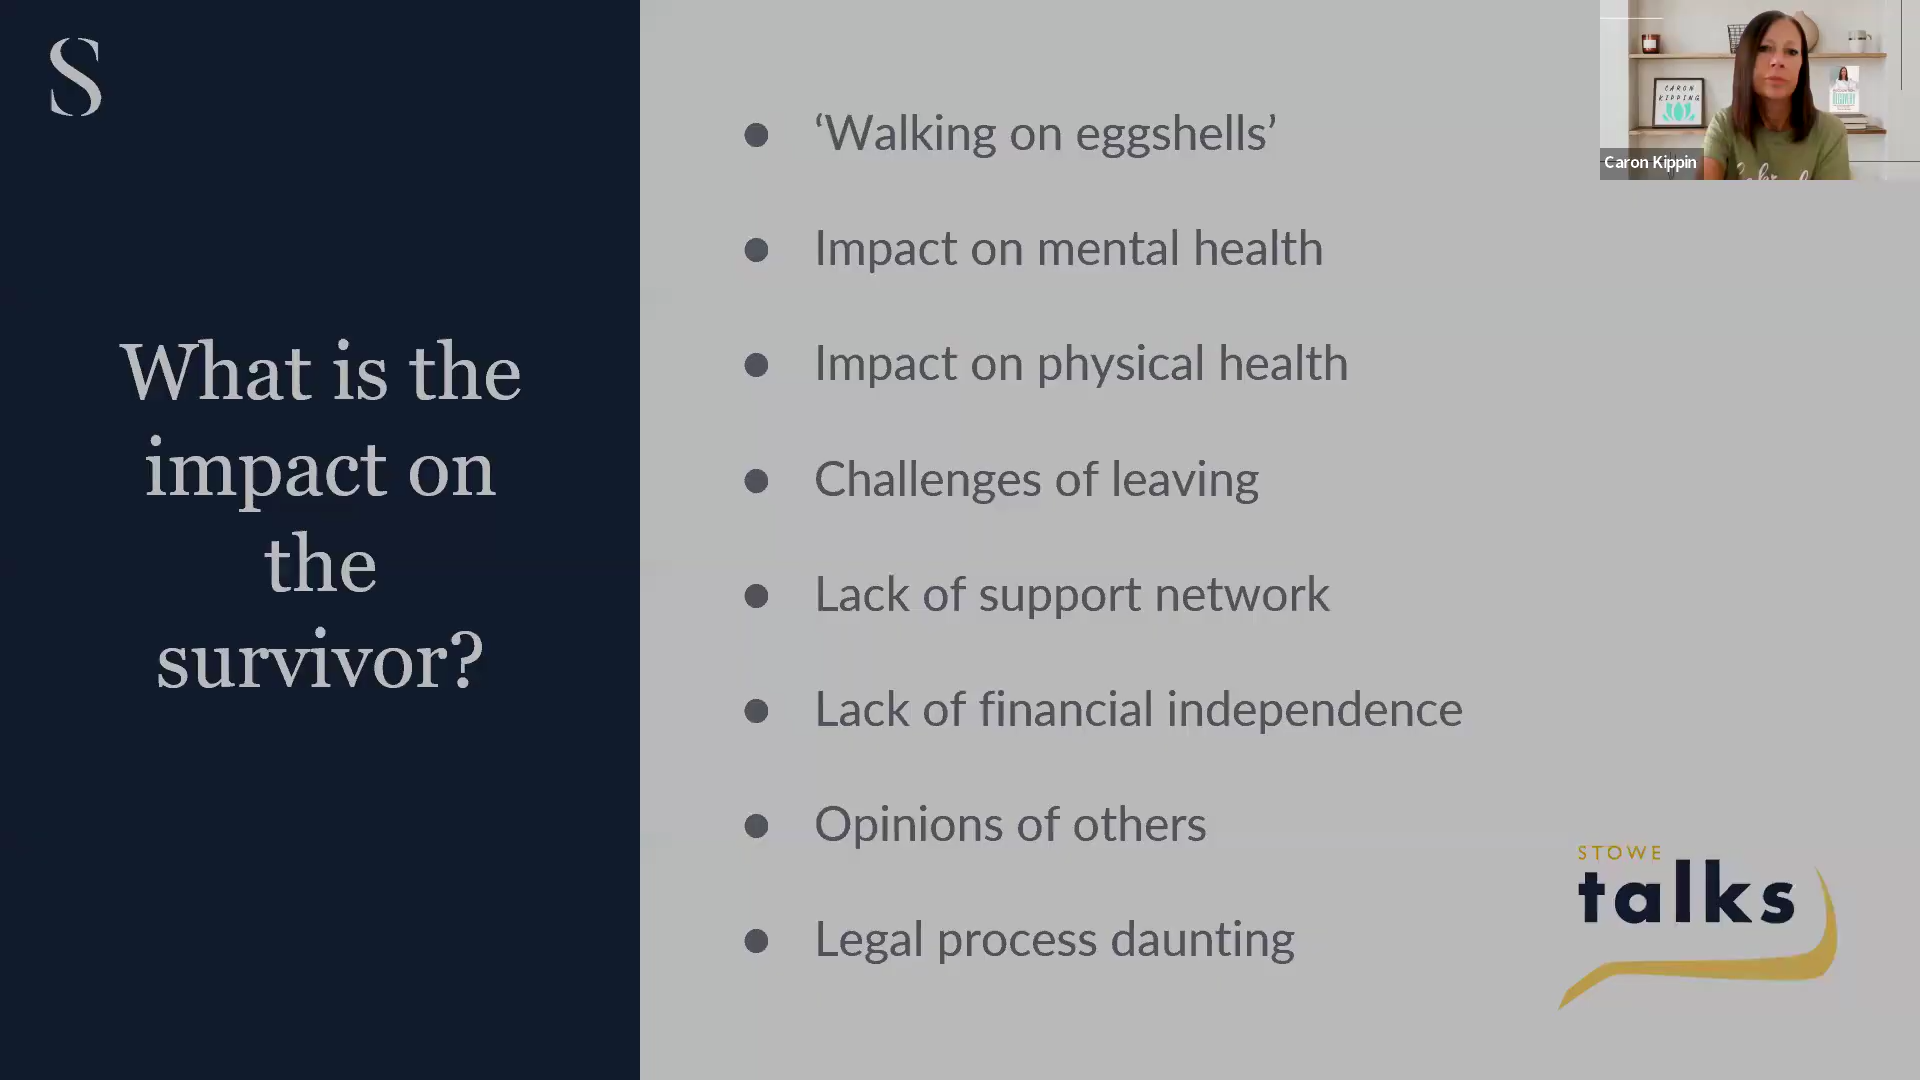 S
What is the
impact on
the
survivor?
● ‘Walking on eggshells’
● Impact on mental health
● Impact on physical health
● Challenges of leaving
● Lack of support network
● Lack of financial independence
● Opinions of others
● Legal process daunting
CARON
KIPPING
Caron Kippin
STOWE
talks